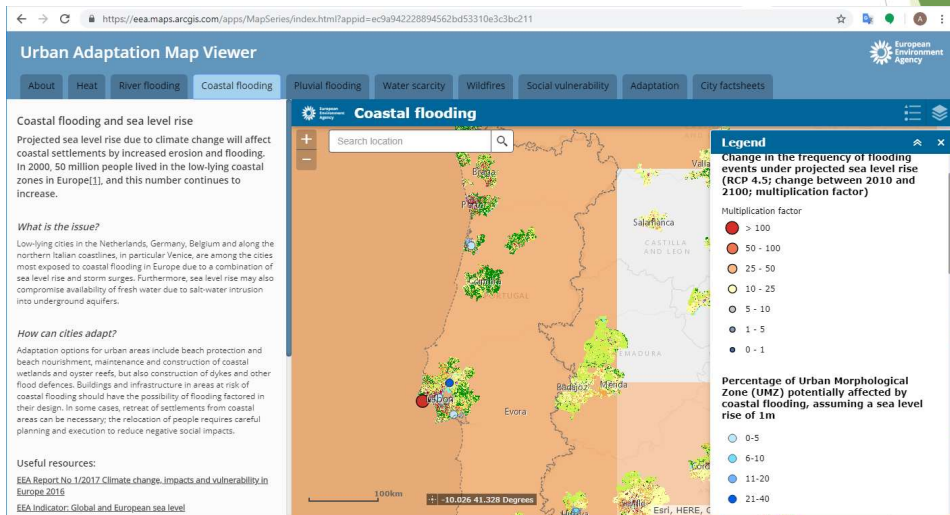 https://eea.maps.arcgis.com/apps/MapSeries/index.html?appid=ec9a942228894562bd53310e3c3bc211
A
Urban Adaptation Map Viewer
European
Environment
Agency
About
Heat
River flooding
Coastal flooding
Pluvial flooding
Water scarcity
Wildfires
Social vulnerability
Adaptation
City factsheets
Coastal flooding and sea level rise
Projected sea level rise due to climate change will affect
coastal settlements by increased erosion and flooding.
In 2000, 50 million people lived in the low-lying coastal
zones in Europe[1], and this number continues to
increase.
What is the issue?
Low-lying cities in the Netherlands, Germany, Belgium and along the
northern Italian coastlines, in particular Venice, are among the cities
most exposed to coastal flooding in Europe due to a combination of
sea level rise and storm surges. Furthermore, sea level rise may also
compromise availability of fresh water due to salt-water intrusion
into underground aquifers.
How can cities adapt?
Adaptation options for urban areas include beach protection and
beach nourishment, maintenance and construction of coastal
wetlands and oyster reefs, but also construction of dykes and other
flood defences. Buildings and infrastructure in areas at risk of
coastal flooding should have the possibility of flooding factored in
their design. In some cases, retreat of settlements from coastal
areas can be necessary; the relocation of people requires careful
planning and execution to reduce negative social impacts.
Useful resources:
EEA Report No 1/2017 Climate change, impacts and vulnerability in
Europe 2016
EEA Indicator: Global and European sea level
European
Environment
Agency
Coastal flooding
+
Search location
−
Braga
Porto
Salamanca
CASTILLA
AND LEON
Coimbra
PORTUGAL
Badajoz
Mérida
Lisbon
Evora
Huelva
Seville
100km
-10.026 41.328 Degrees
Esri, HERE,
Legend
Change in the frequency of flooding
events under projected sea level rise
(RCP 4.5; change between 2010 and
2100; multiplication factor)
Multiplication factor
> 100
50 - 100
25 - 50
10 - 25
5 - 10
1 - 5
0 - 1
Percentage of Urban Morphological
Zone (UMZ) potentially affected by
coastal flooding, assuming a sea level
rise of 1m
0-5
6-10
11-20
21-40